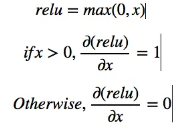 relu = max(0, x)
if x > 0, ∂(relu)/∂x = 1
Otherwise, ∂(relu)/∂x = 0